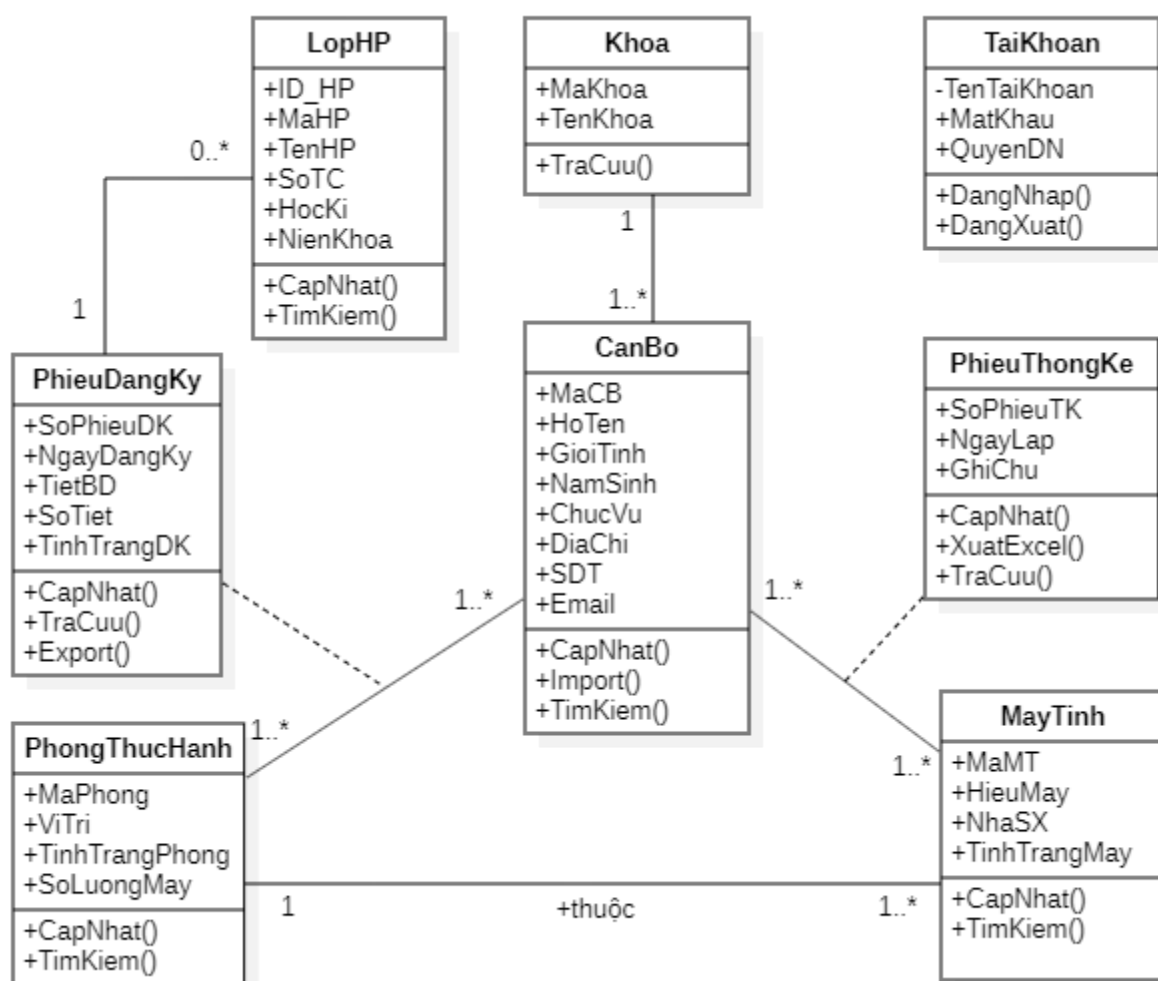 LopHP
+ID_HP
+MaHP
+TenHP
+SoTC
+HocKi
+NienKhoa
+CapNhat()
+TimKiem()
Khoa
+MaKhoa
+TenKhoa
+TraCuu()
TaiKhoan
-TenTaiKhoan
+MatKhau
+QuyenDN
+DangNhap()
+DangXuat()
0..*
1
1
1..*
PhieuDangKy
+SoPhieuDK
+NgayDangKy
+TietBD
+SoTiet
+TinhTrangDK
+CapNhat()
+TraCuu()
+Export()
CanBo
+MaCB
+HoTen
+GioiTinh
+NamSinh
+ChucVu
+DiaChi
+SDT
+Email
+CapNhat()
+Import()
+TimKiem()
PhieuThongKe
+SoPhieuTK
+NgayLap
+GhiChu
+CapNhat()
+XuatExcel()
+TraCuu()
1..*
1..*
1..*
1..*
PhongThucHanh
+MaPhong
+ViTri
+TinhTrangPhong
+SoLuongMay
+CapNhat()
+TimKiem()
MayTinh
+MaMT
+HieuMay
+NhaSX
+TinhTrangMay
+CapNhat()
+TimKiem()
1
+thuộc
1..*